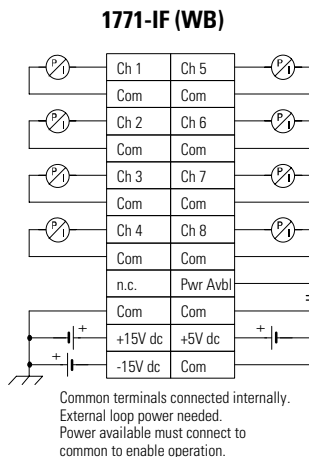 1771-IF (WB)
P/I Ch 1 Ch 5 P/I
Com Com
P/I Ch 2 Ch 6 P/I
Com Com
P/I Ch 3 Ch 7 P/I
Com Com
P/I Ch 4 Ch 8 P/I
Com Com
n.c. Pwr Avbl
Com Com
+ +15V dc +5V dc +
+ -15V dc Com
Common terminals connected internally.
External loop power needed.
Power available must connect to
common to enable operation.